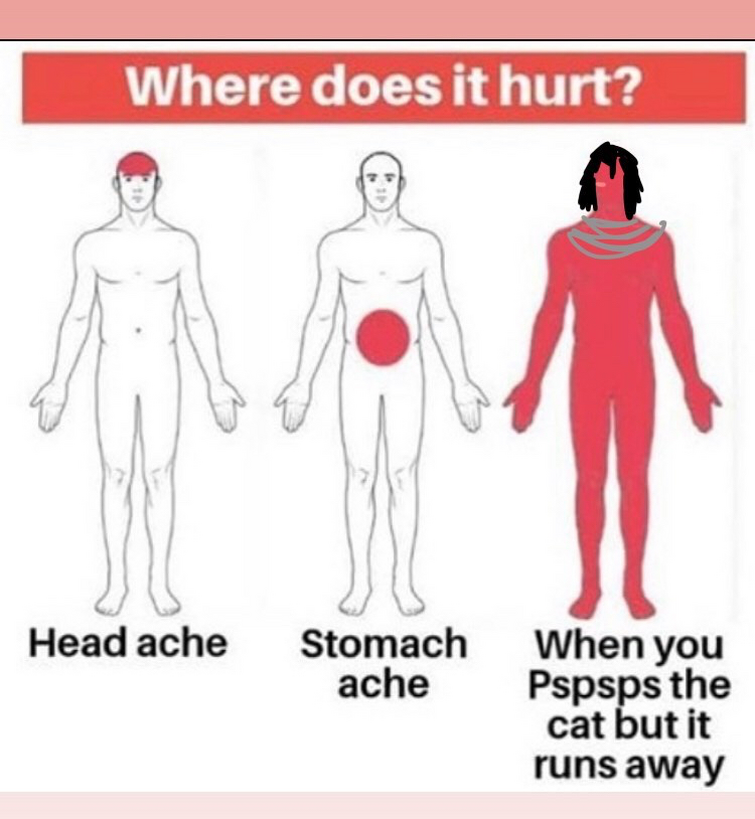 Where does it hurt?
Head ache
Stomach
ache
When you
Pspsps the
cat but it
runs away